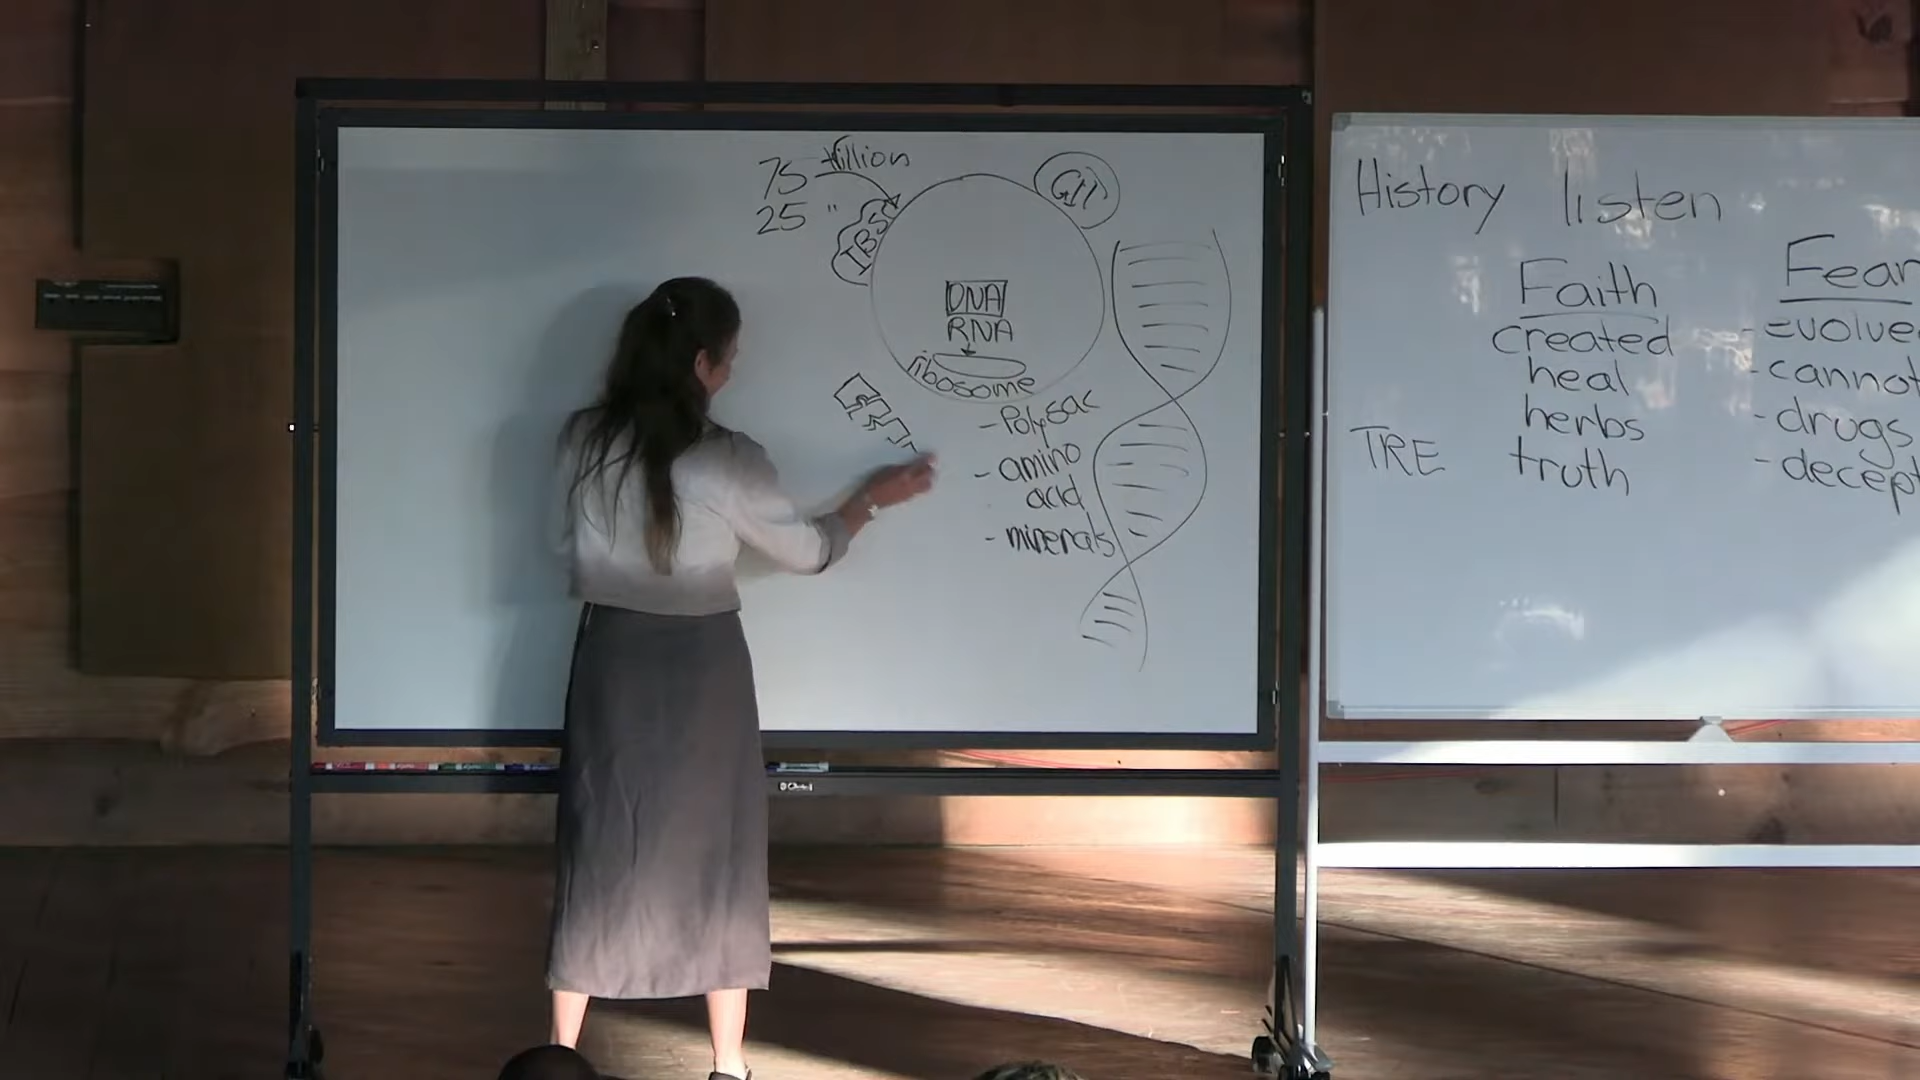 75 trillion
25 "
IBS
GIT
DNA
RNA
ribosome
- Polysac
- amino
acid
- minerals
History listen
Faith
created
heal
herbs
TRE truth
Fear
- evolve
- cannot
- drugs
- decept